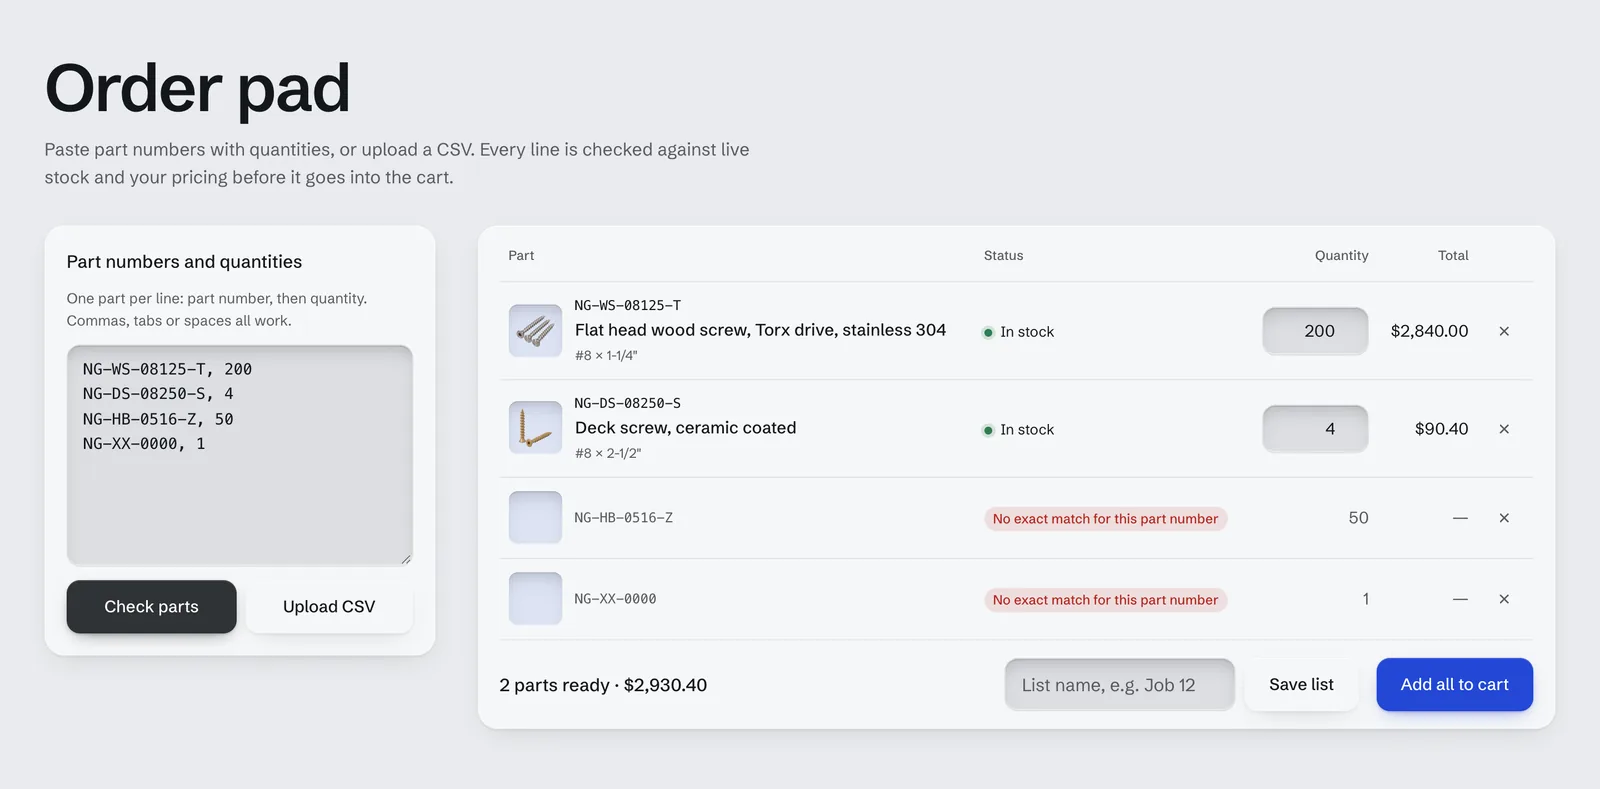 Order pad
Paste part numbers with quantities, or upload a CSV. Every line is checked against live
stock and your pricing before it goes into the cart.
Part numbers and quantities
One part per line: part number, then quantity.
Commas, tabs or spaces all work.
NG-WS-08125-T, 200
NG-DS-08250-S, 4
NG-HB-0516-Z, 50
NG-XX-0000, 1
Check parts
Upload CSV
Part Status Quantity Total
NG-WS-08125-T
Flat head wood screw, Torx drive, stainless 304
#8 × 1-1/4"
In stock
200
$2,840.00
×
NG-DS-08250-S
Deck screw, ceramic coated
#8 × 2-1/2"
In stock
4
$90.40
×
NG-HB-0516-Z
No exact match for this part number
50
—
×
NG-XX-0000
No exact match for this part number
1
—
×
2 parts ready · $2,930.40
List name, e.g. Job 12
Save list
Add all to cart